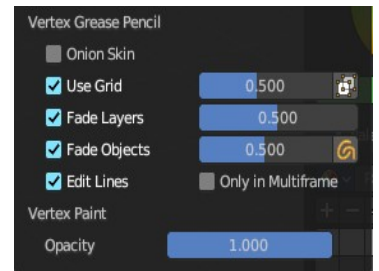 Vertex Grease Pencil
Onion Skin
Use Grid 0.500
Fade Layers 0.500
Fade Objects 0.500
Edit Lines Only in Multiframe
Vertex Paint
Opacity 1.000